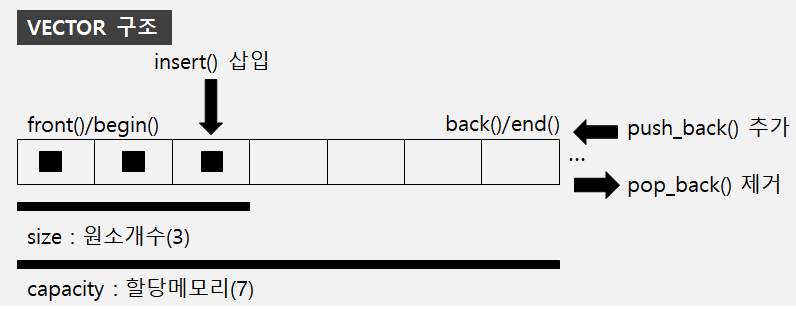 VECTOR 구조
insert() 삽입
front()/begin()
back()/end()
push_back() 추가
...
pop_back() 제거
size : 원소개수(3)
capacity : 할당메모리(7)